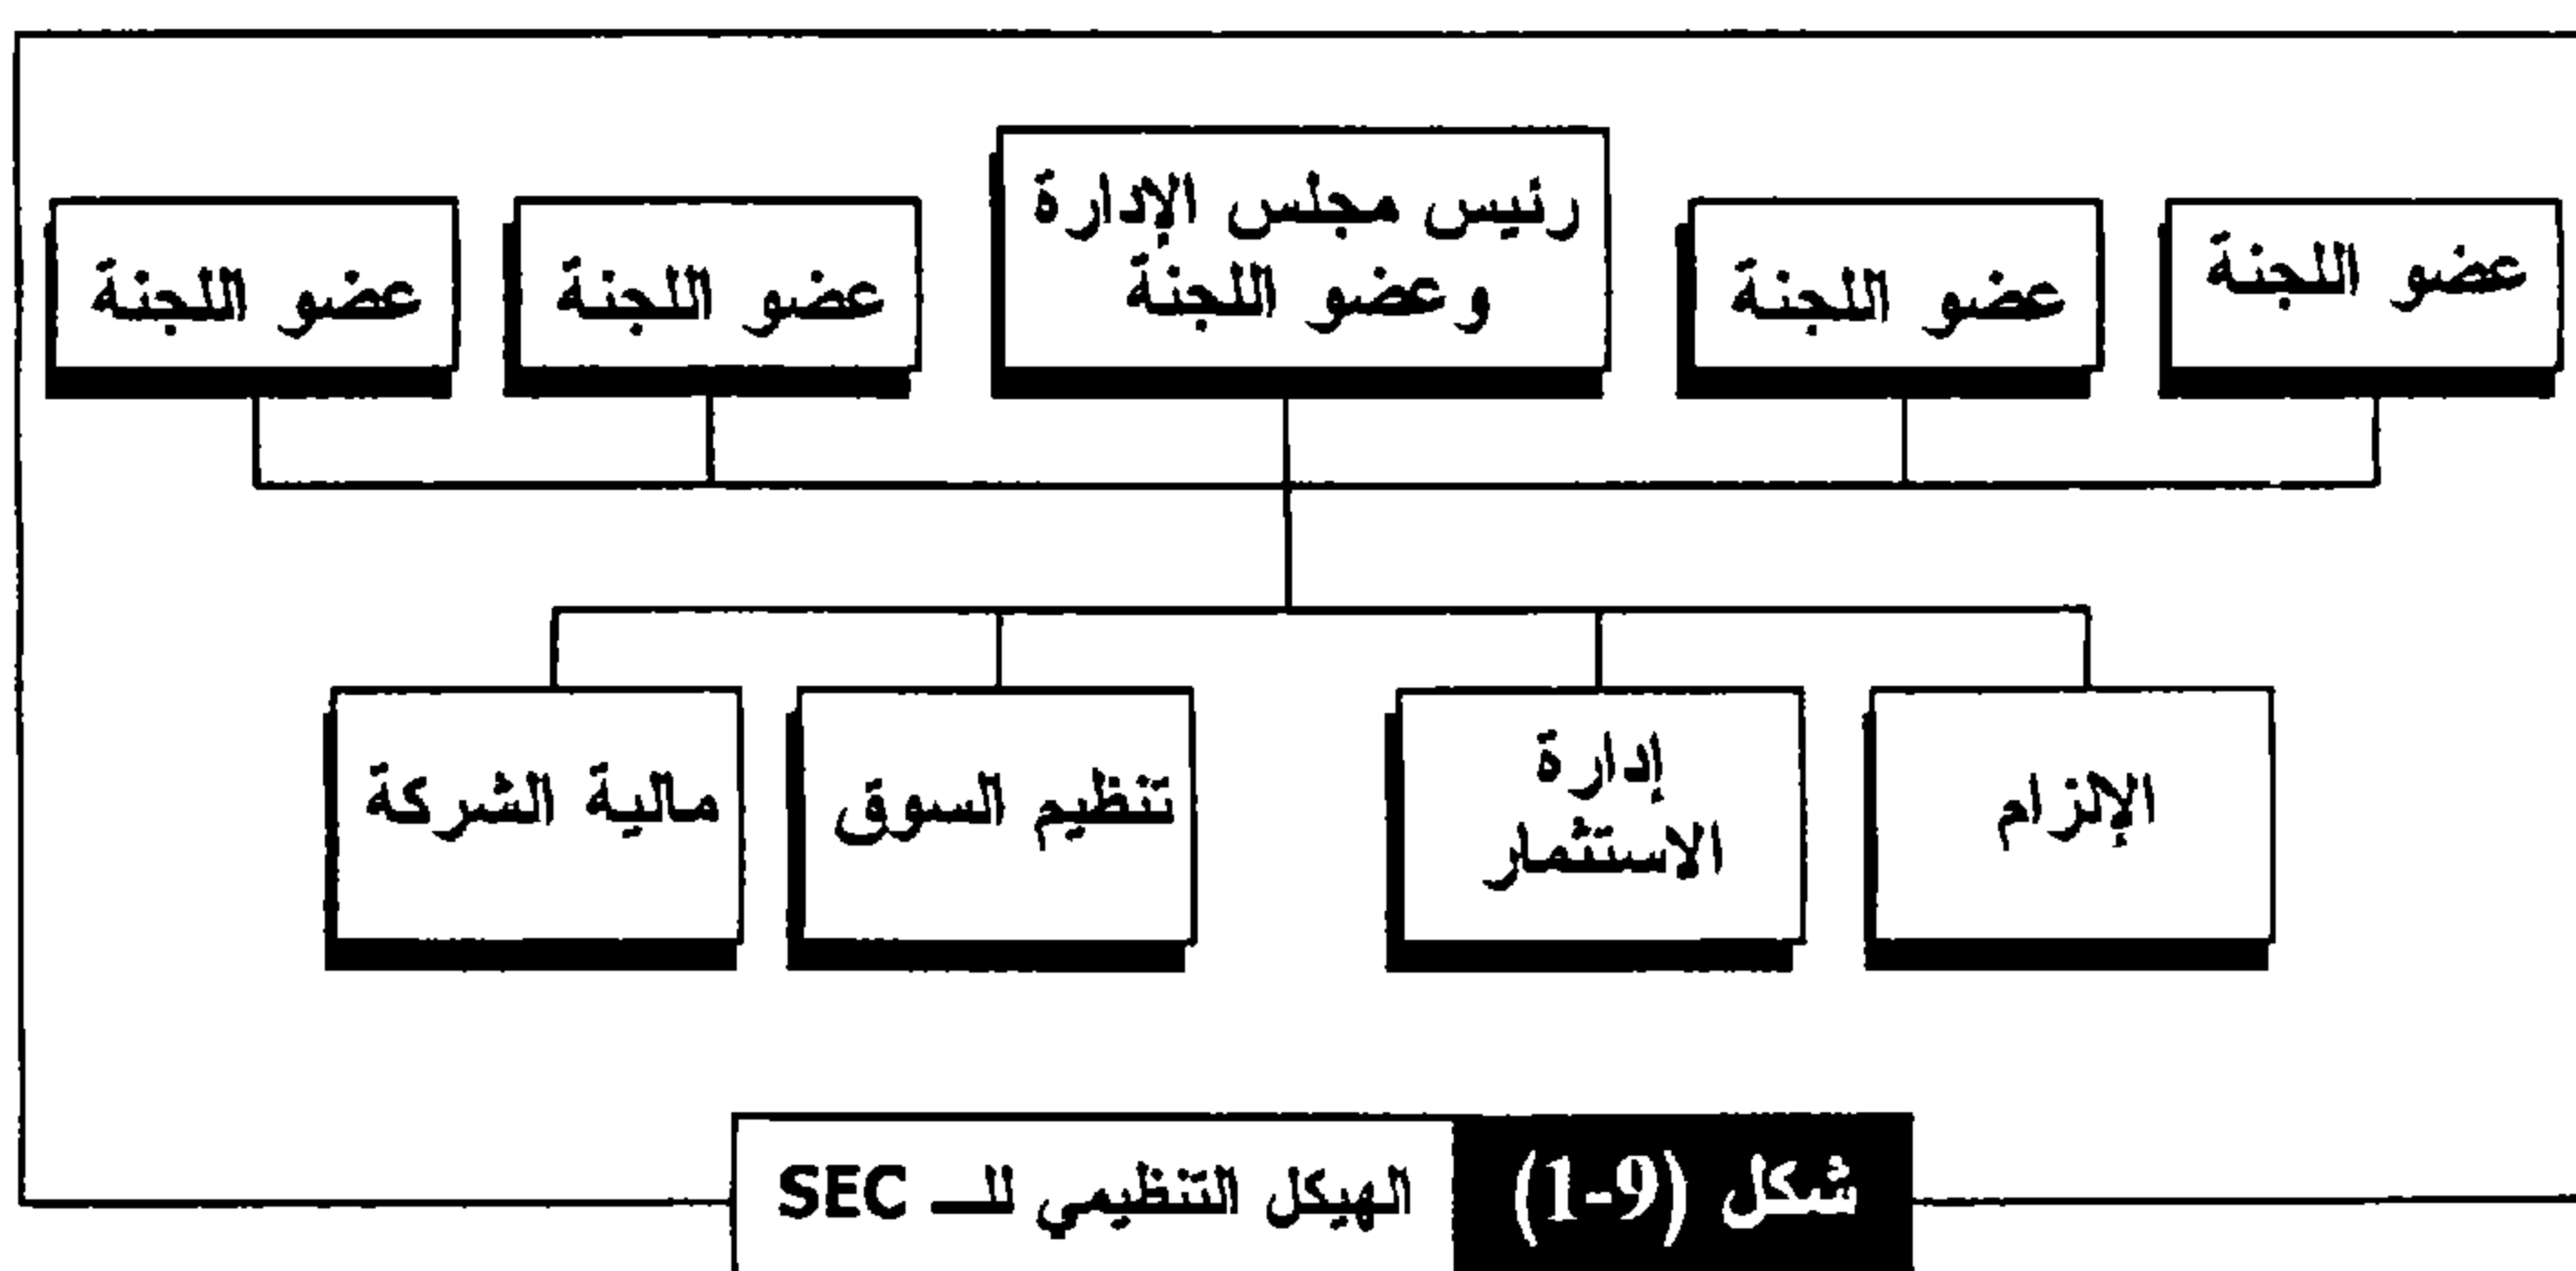 عضو اللجنة
عضو اللجنة
رئيس مجلس الإدارة
وعضو اللجنة
عضو اللجنة
عضو اللجنة
الإلزام
إدارة
الاستثمار
تنظيم السوق
مالية الشركة
شكل (9-1)
الهيكل التنظيمي للـ SEC